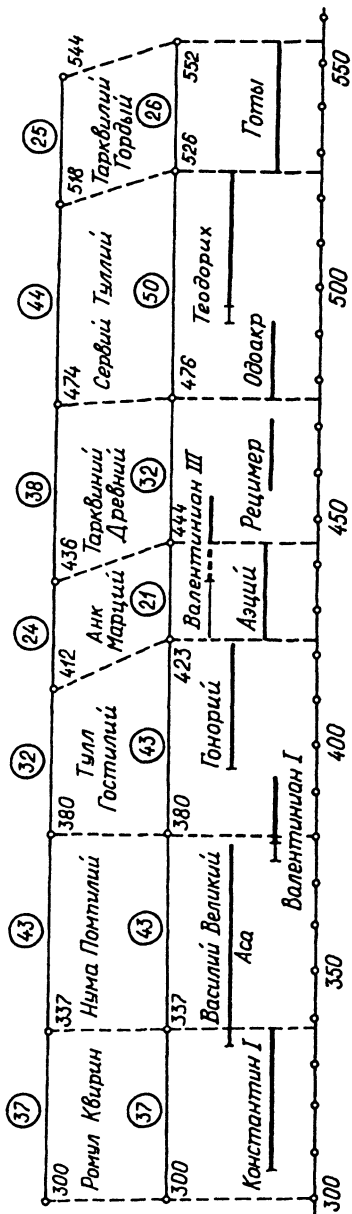 37 43 32 24 38 44 25
300 337 380 412 436 474 518 544
Ромул Квирин
Нума Помпилий
Тулл
Гостилий
Анк
Марций
Тарквиний
Древний
Сервий Туллий
Тарквилий
Гордый
37 43 43 21 32 50 26
300 337 380 423 444 476 526 552
Константин I
Василий Великий
Аса
Валентиниан I
Гонорий
Валентиниан III
Аэций
Рецимер
Одоакр
Теодорих
Готы
300 350 400 450 500 550